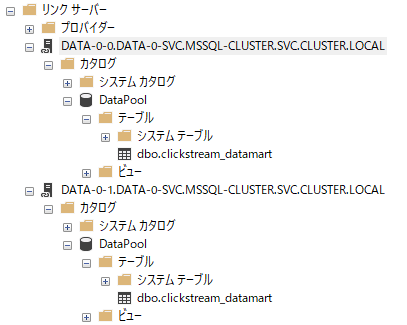 リンク サーバー
プロバイダー
DATA-0-0.DATA-0-SVC.MSSQL-CLUSTER.SVC.CLUSTER.LOCAL
カタログ
システム カタログ
DataPool
テーブル
システム テーブル
dbo.clickstream_datamart
ビュー
DATA-0-1.DATA-0-SVC.MSSQL-CLUSTER.SVC.CLUSTER.LOCAL
カタログ
システム カタログ
DataPool
テーブル
システム テーブル
dbo.clickstream_datamart
ビュー